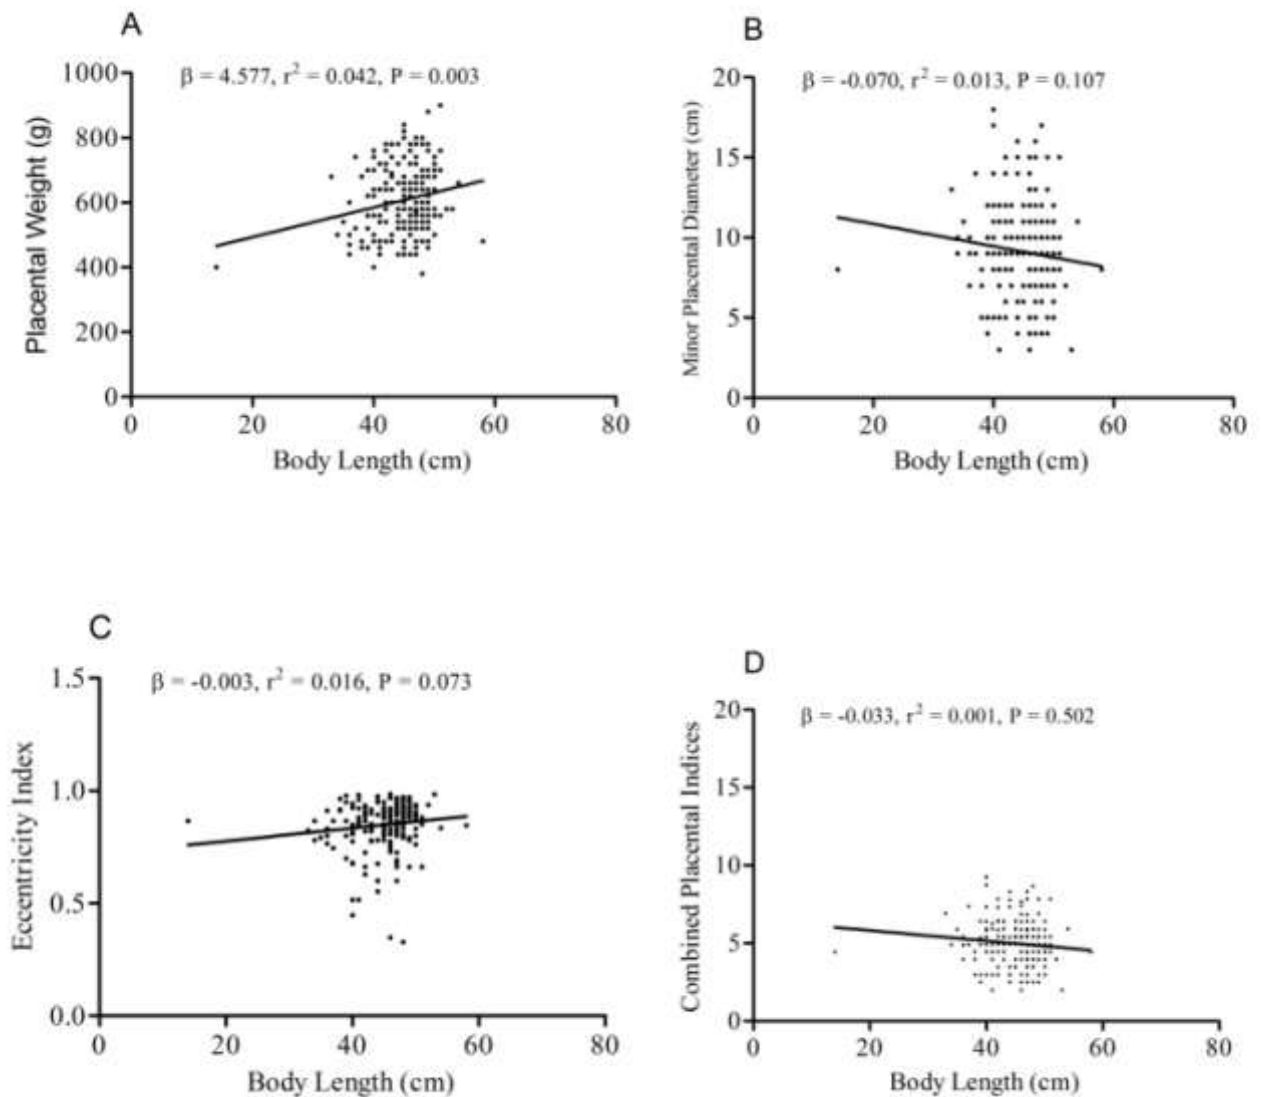 A
β = 4.577, r² = 0.042, P = 0.003
1000
800
600
400
200
0
Placental Weight (g)
0 20 40 60 80
Body Length (cm)
B
β = -0.070, r² = 0.013, P = 0.107
20
15
10
5
0
Minor Placental Diameter (cm)
0 20 40 60 80
Body Length (cm)
C
β = -0.003, r² = 0.016, P = 0.073
1.5
1.0
0.5
0.0
Eccentricity Index
0 20 40 60 80
Body Length (cm)
D
β = -0.033, r² = 0.001, P = 0.502
20
15
10
5
0
Combined Placental Indices
0 20 40 60 80
Body Length (cm)